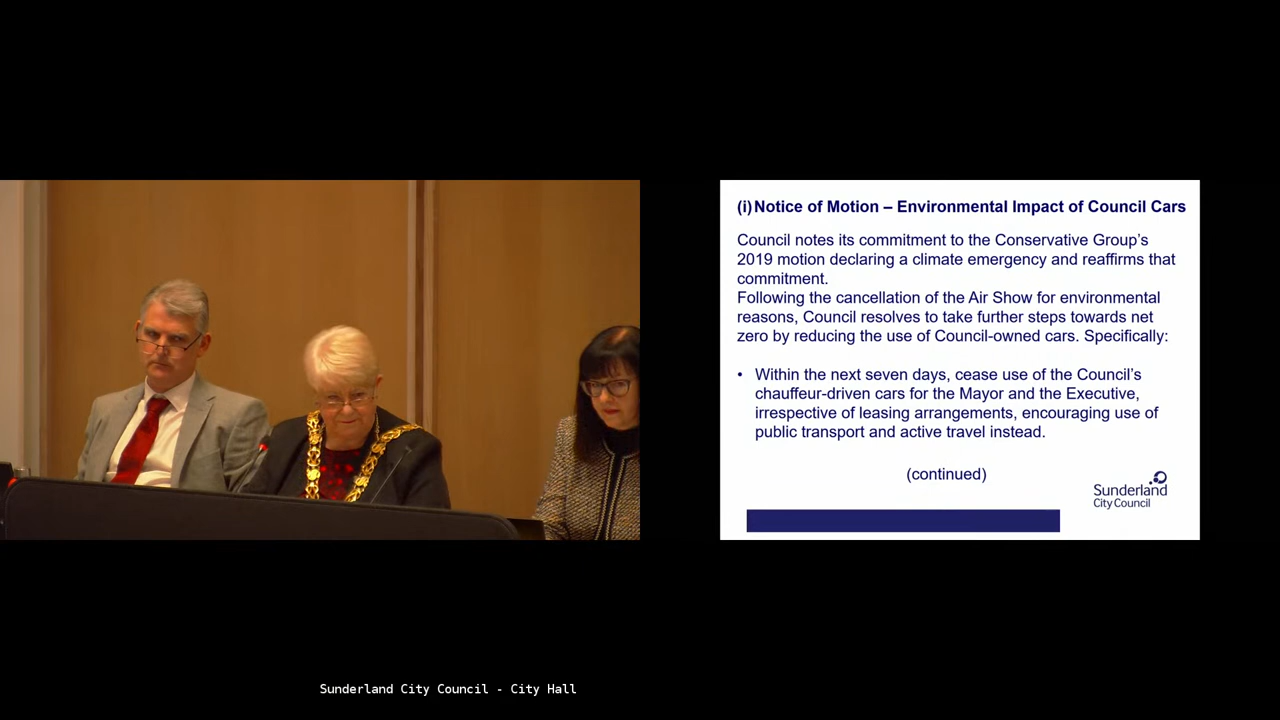 (i) Notice of Motion – Environmental Impact of Council Cars
Council notes its commitment to the Conservative Group's
2019 motion declaring a climate emergency and reaffirms that
commitment.
Following the cancellation of the Air Show for environmental
reasons, Council resolves to take further steps towards net
zero by reducing the use of Council-owned cars. Specifically:
• Within the next seven days, cease use of the Council's
chauffeur-driven cars for the Mayor and the Executive,
irrespective of leasing arrangements, encouraging use of
public transport and active travel instead.
(continued)
Sunderland
City Council
Sunderland City Council - City Hall